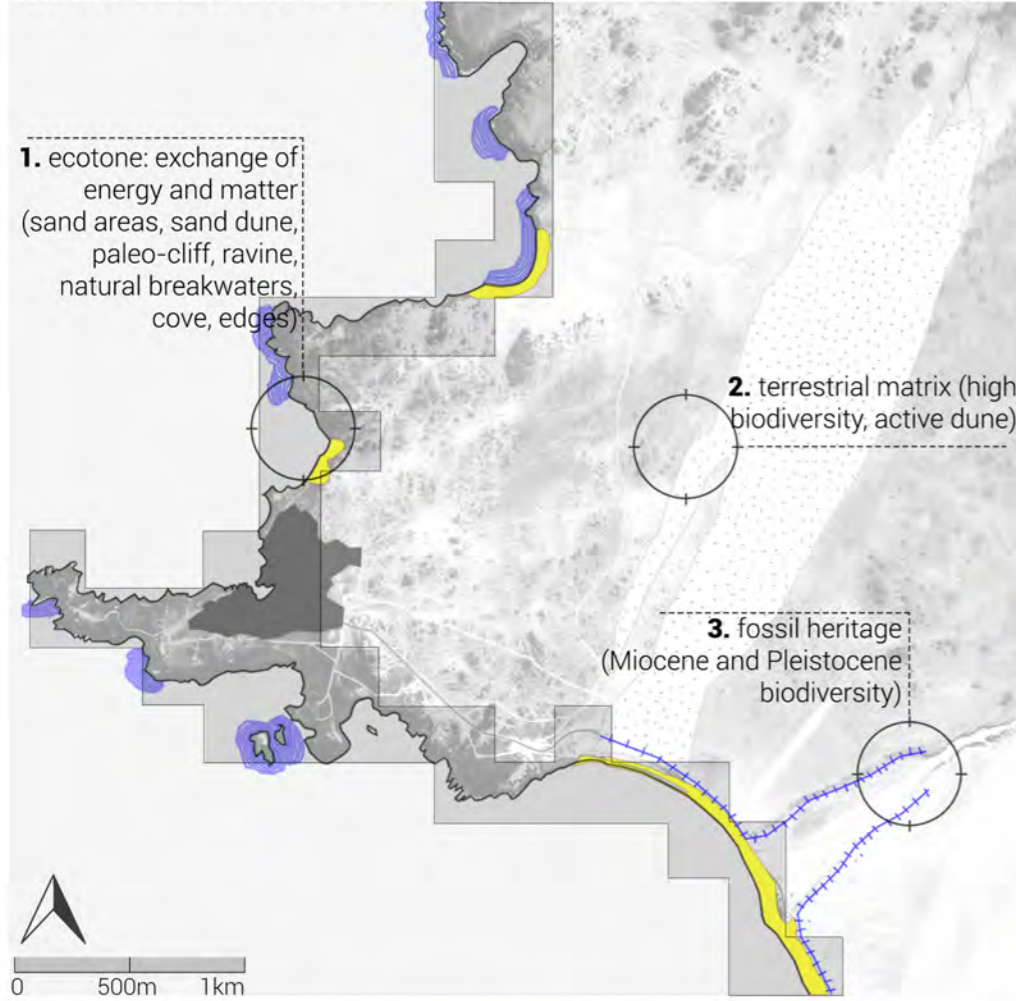 1. ecotone: exchange of
energy and matter
(sand areas, sand dune,
paleo-cliff, ravine,
natural breakwaters,
cove, edges)
2. terrestrial matrix (high
biodiversity, active dune)
3. fossil heritage
(Miocene and Pleistocene
biodiversity)
0 500m 1km